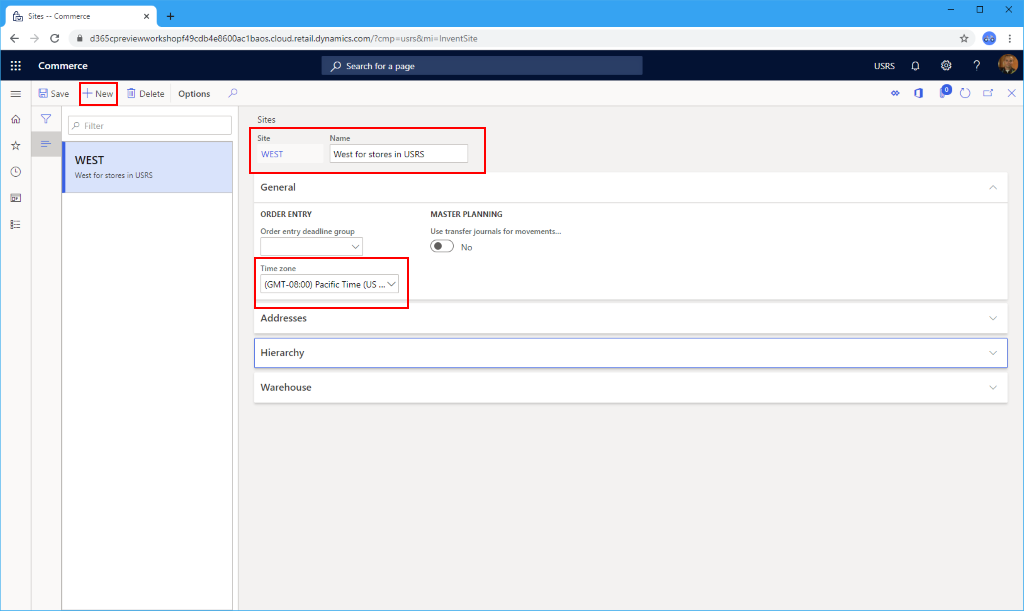 Sites -- Commerce
d365cpreviewworkshopf49cdb4e8600ac1baos.cloud.retail.dynamics.com/?cmp=usrs&mi=InventSite
Commerce
Search for a page
USRS
?
Save
New
Delete
Options
0
Filter
WEST
West for stores in USRS
Sites
Site
Name
WEST
West for stores in USRS
General
ORDER ENTRY
MASTER PLANNING
Order entry deadline group
Use transfer journals for movements...
No
Time zone
(GMT-08:00) Pacific Time (US ...
Addresses
Hierarchy
Warehouse